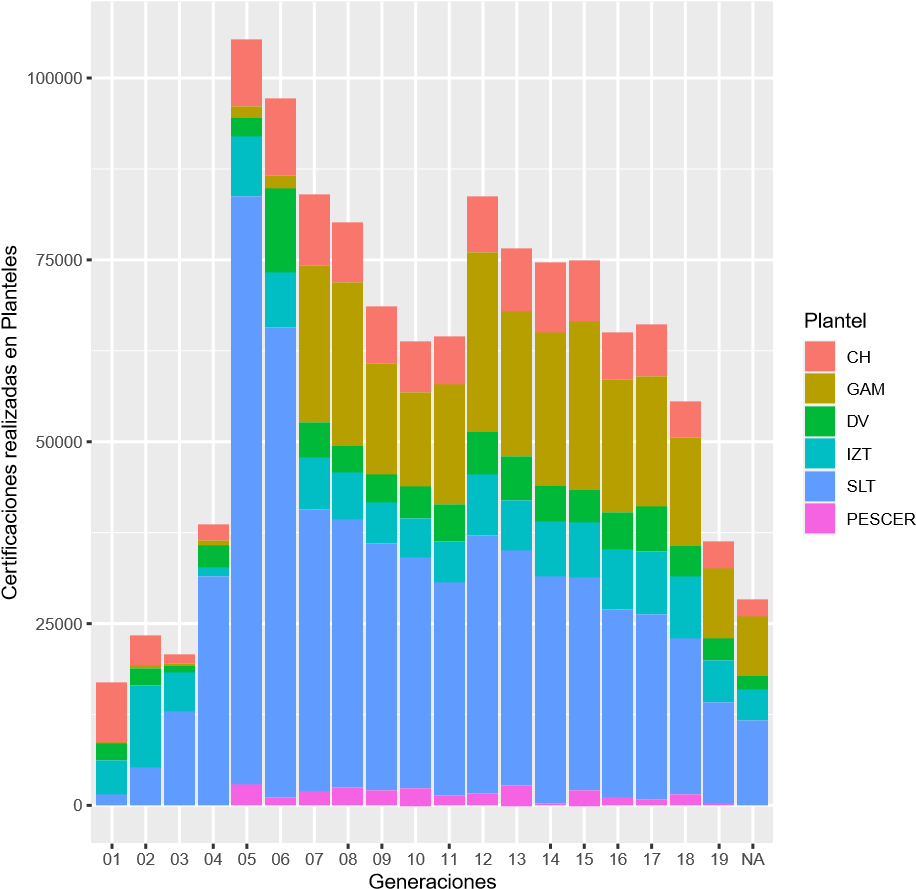 Certificaciones realizadas en Planteles
100000
75000
50000
25000
0
01 02 03 04 05 06 07 08 09 10 11 12 13 14 15 16 17 18 19 NA
Generaciones
Plantel
CH
GAM
DV
IZT
SLT
PESCER